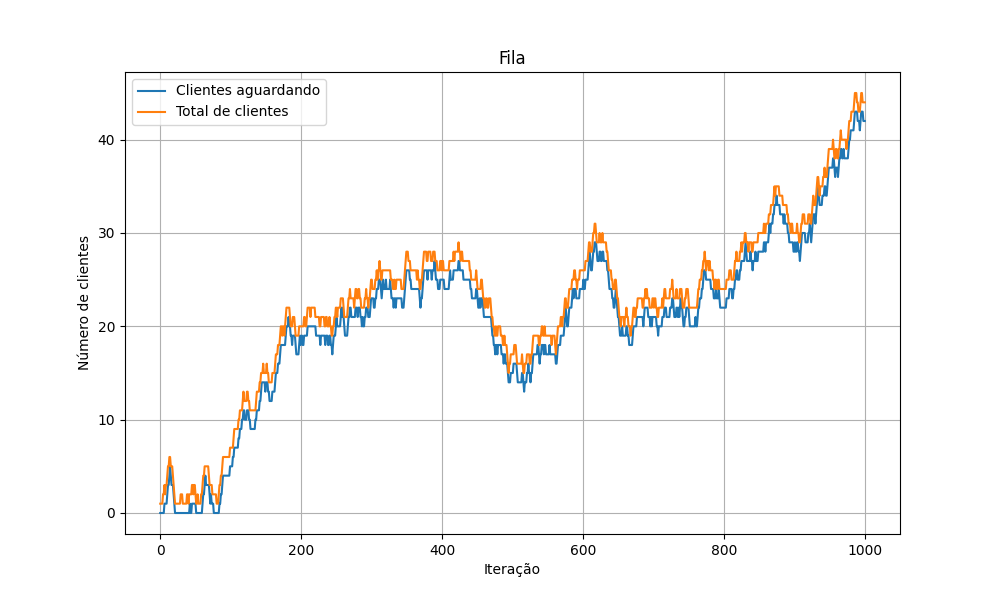 Fila
Clientes aguardando
Total de clientes
Número de clientes
40
30
20
10
0
0 200 400 600 800 1000
Iteração